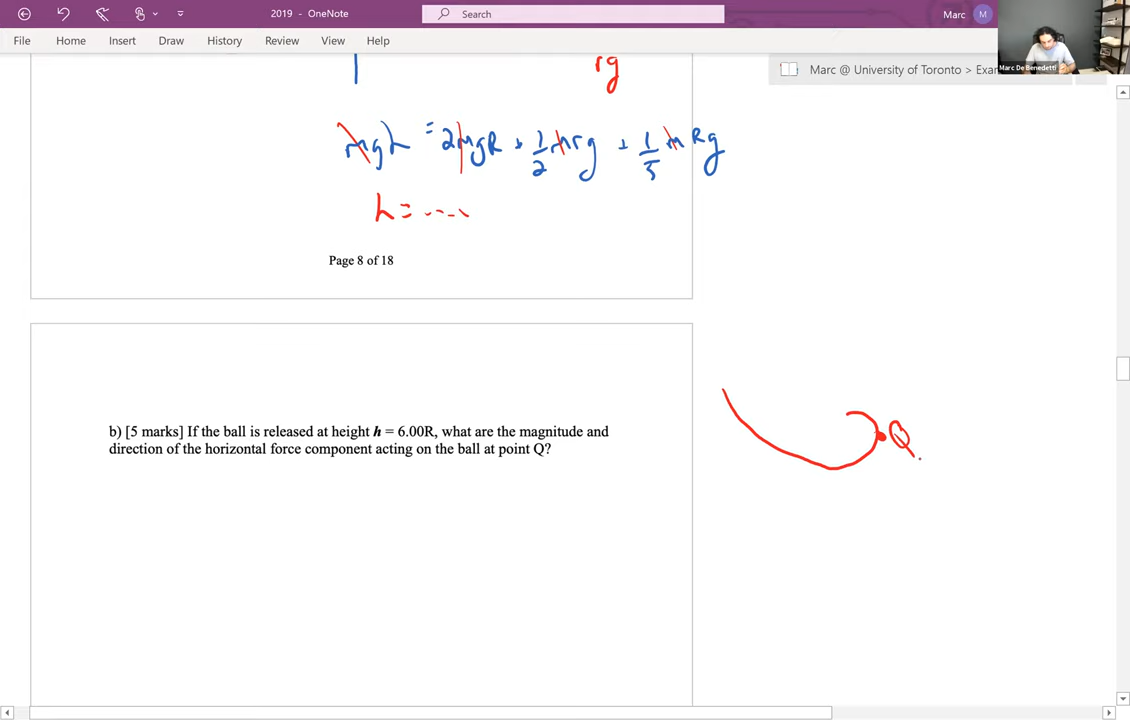 2019 - OneNote
Search
Marc
M
File Home Insert Draw History Review View Help
Marc De Benedetti
Marc @ University of Toronto > Exa
rg
mgh = 2mgR + 1/2 mrg + 1/5 mRg
h = ....
Page 8 of 18
b) [5 marks] If the ball is released at height h = 6.00R, what are the magnitude and
direction of the horizontal force component acting on the ball at point Q?
Q